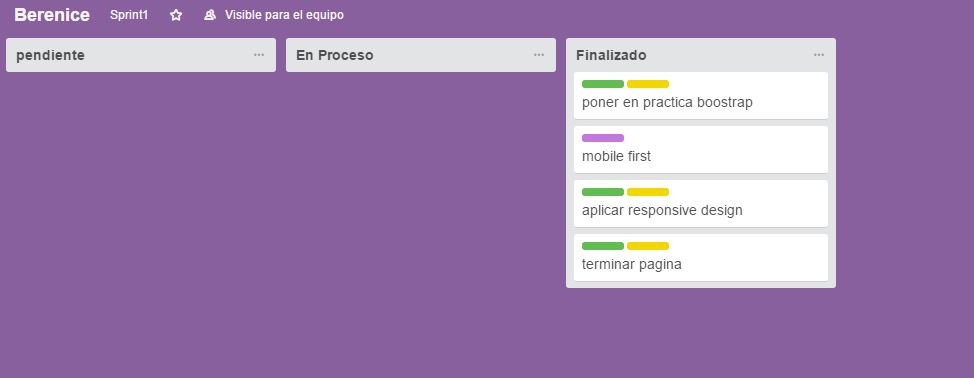 Berenice Sprint1 Visible para el equipo
pendiente
En Proceso
Finalizado
poner en practica boostrap
mobile first
aplicar responsive design
terminar pagina